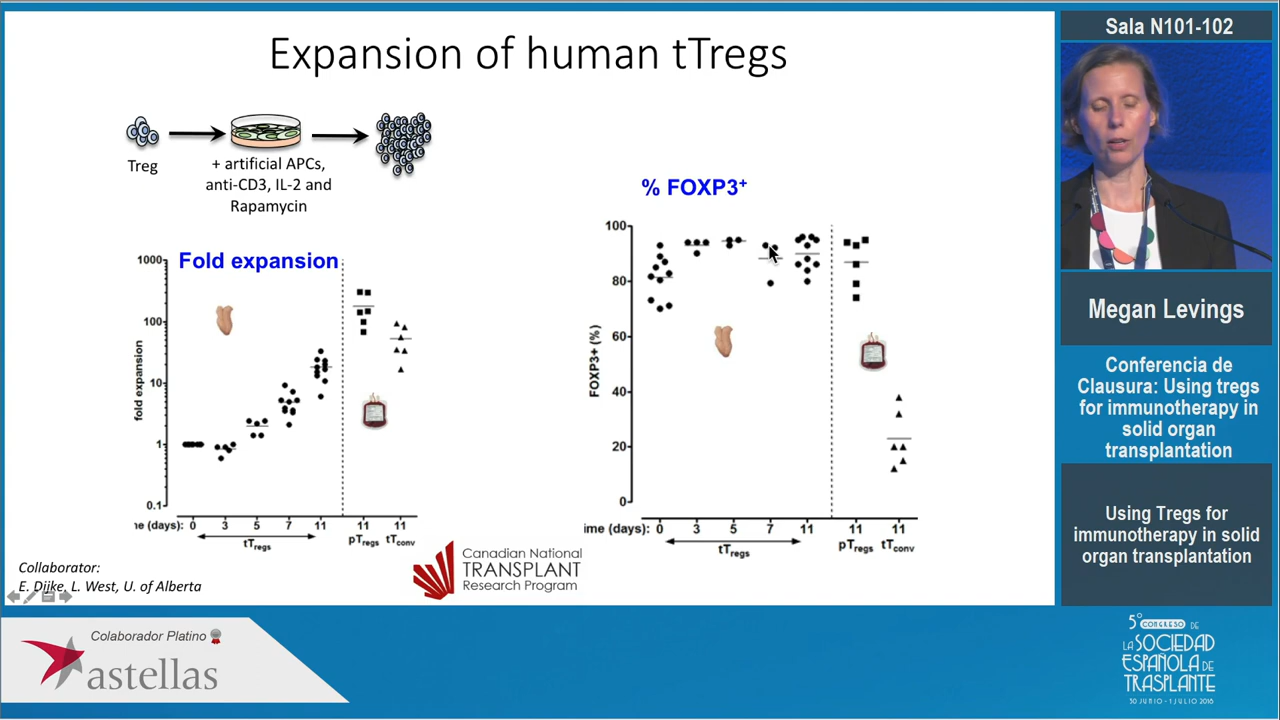 Expansion of human tTregs
Treg
+ artificial APCs,
anti-CD3, IL-2 and
Rapamycin
Fold expansion
1000
100
10
1
0.1
fold expansion
me (days):
0 3 5 7 11 11 11
tTregs
pTregs tTconv
% FOXP3+
100
80
60
40
20
0
FOXP3+ (%)
ime (days):
0 3 5 7 11 11 11
tTregs
pTregs tTconv
Collaborator:
E. Dijke, L. West, U. of Alberta
Canadian National
TRANSPLANT
Research Program
Sala N101-102
Megan Levings
Conferencia de
Clausura: Using tregs
for immunotherapy in
solid organ
transplantation
Using Tregs for
immunotherapy in solid
organ transplantation
Colaborador Platino
astellas
5º CONGRESO DE
LA SOCIEDAD
ESPAÑOLA DE
TRASPLANTE
30 JUNIO - 1 JULIO 2016